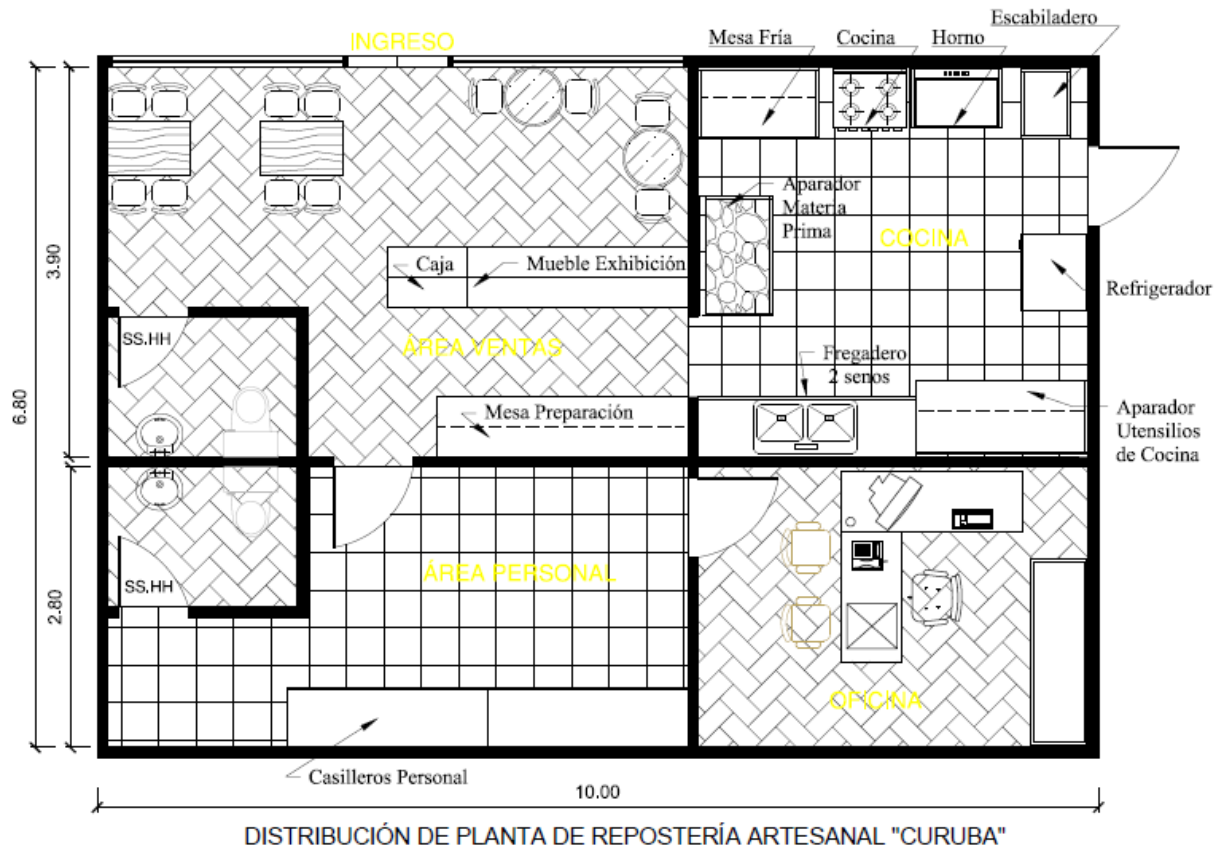 Escabiladero
INGRESO
Mesa Fría
Cocina
Horno
Aparador
Materia
Prima
COCINA
3.90
Caja
Mueble Exhibición
Refrigerador
SS.HH
ÁREA VENTAS
Fregadero
2 senos
6.80
Mesa Preparación
Aparador
Utensilios
de Cocina
SS.HH
ÁREA PERSONAL
2.80
OFICINA
Casilleros Personal
10.00
DISTRIBUCIÓN DE PLANTA DE REPOSTERÍA ARTESANAL "CURUBA"